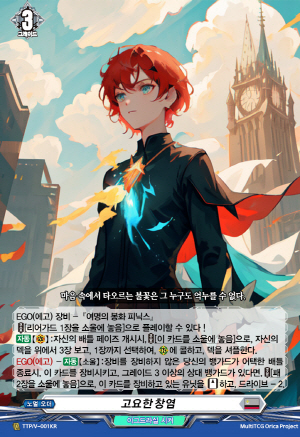 3
그레이드
마음 속에서 타오르는 불꽃은 그 누구도 억누를 수 없다.
EGO(에고) 장비 – 「여명의 봉화 피닉스」
[리어가드 1장을 소울에 놓음]으로 플레이할 수 있다!
자동【】:자신의 배틀 페이즈 개시시, [이 카드를 소울에 놓음]으로, 자신의
덱을 위에서 3장 보고, 1장까지 선택하여, 에 콜하고, 덱을 셔플한다.
EGO(에고) – 자동【소울】:장비를 장비하지 않은 당신의 뱅가드가 어택한 배틀
종료시, 이 카드를 장비시키고, 그레이드 3 이상의 상대 뱅가드가 있다면, [패
2장을 소울에 놓음]으로, 이 카드를 장비하고 있는 유닛을 하고, 드라이브 – 2.
노멀 오더
고요한 창염
TTP/V-001KR
MultiTCG Orica Project